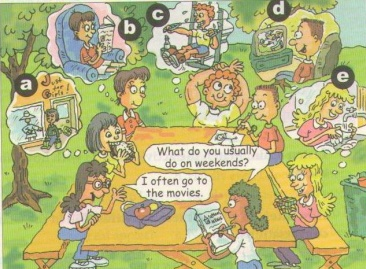 a
b
c
d
e
What do you usually
do on weekends?
I often go to
the movies.